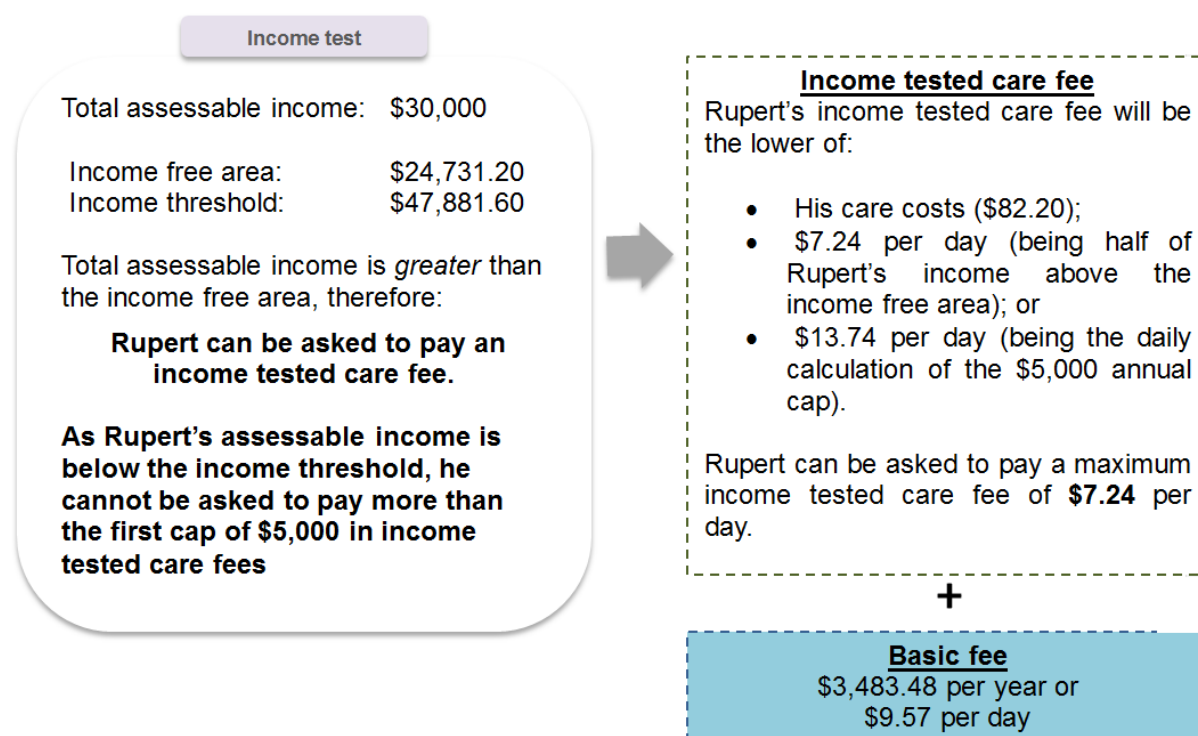 Income test
Total assessable income: $30,000
Income free area: $24,731.20
Income threshold: $47,881.60
Total assessable income is greater than
the income free area, therefore:
Rupert can be asked to pay an
income tested care fee.
As Rupert's assessable income is
below the income threshold, he
cannot be asked to pay more than
the first cap of $5,000 in income
tested care fees
Income tested care fee
Rupert's income tested care fee will be
the lower of:
• His care costs ($82.20);
• $7.24 per day (being half of
Rupert's income above the
income free area); or
• $13.74 per day (being the daily
calculation of the $5,000 annual
cap).
Rupert can be asked to pay a maximum
income tested care fee of $7.24 per
day.
+
Basic fee
$3,483.48 per year or
$9.57 per day